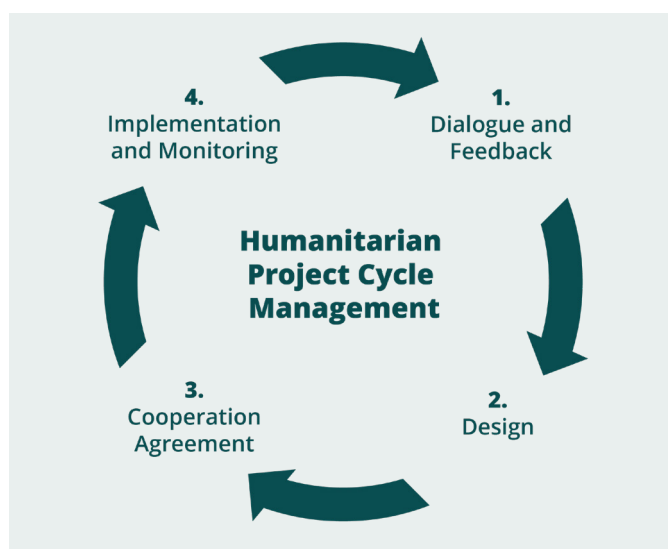 Humanitarian
Project Cycle
Management
1.
Dialogue and
Feedback
2.
Design
3.
Cooperation
Agreement
4.
Implementation
and Monitoring